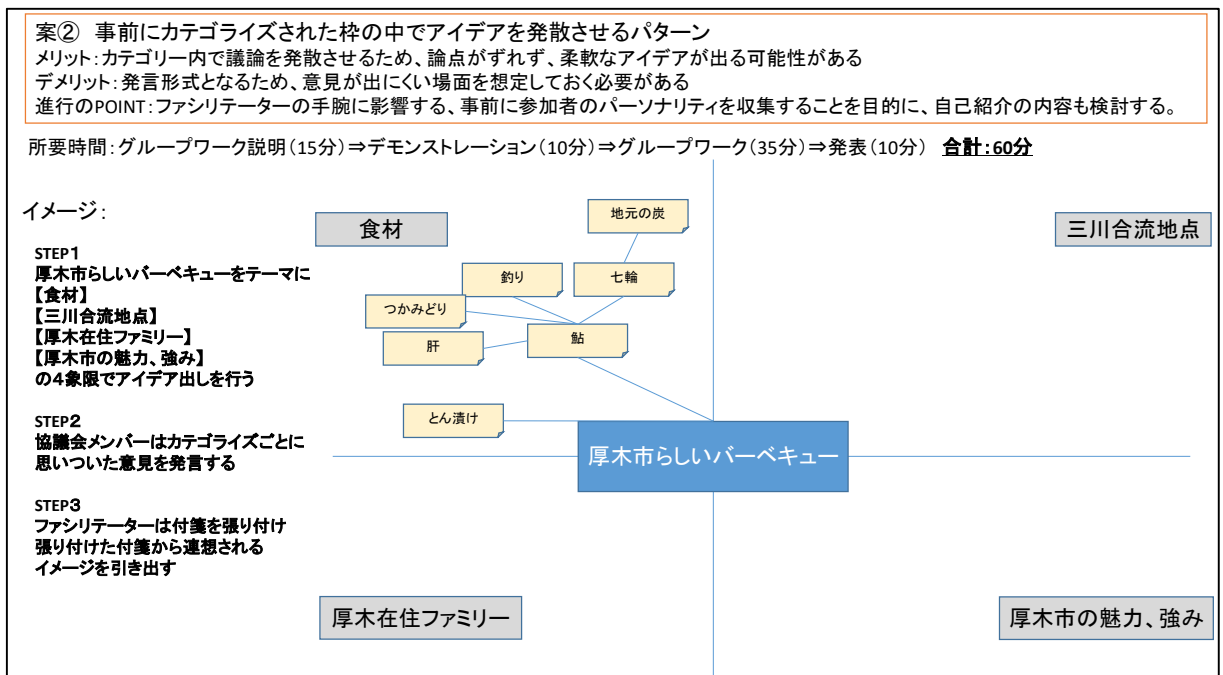 案② 事前にカテゴライズされた枠の中でアイデアを発散させるパターン
メリット:カテゴリー内で議論を発散させるため、論点がずれず、柔軟なアイデアが出る可能性がある
デメリット:発言形式となるため、意見が出にくい場面を想定しておく必要がある
進行のPOINT:ファシリテーターの手腕に影響する、事前に参加者のパーソナリティを収集することを目的に、自己紹介の内容も検討する。
所要時間:グループワーク説明(15分)⇒デモンストレーション(10分)⇒グループワーク(35分)⇒発表(10分) 合計:60分
イメージ:
STEP1
厚木市らしいバーベキューをテーマに
【食材】
【三川合流地点】
【厚木在住ファミリー】
【厚木市の魅力、強み】
の4象限でアイデア出しを行う
STEP2
協議会メンバーはカテゴライズごとに
思いついた意見を発言する
STEP3
ファシリテーターは付箋を張り付け
張り付けた付箋から連想される
イメージを引き出す
食材
地元の炭
三川合流地点
釣り
七輪
つかみどり
鮎
肝
とん漬け
厚木市らしいバーベキュー
厚木在住ファミリー
厚木市の魅力、強み